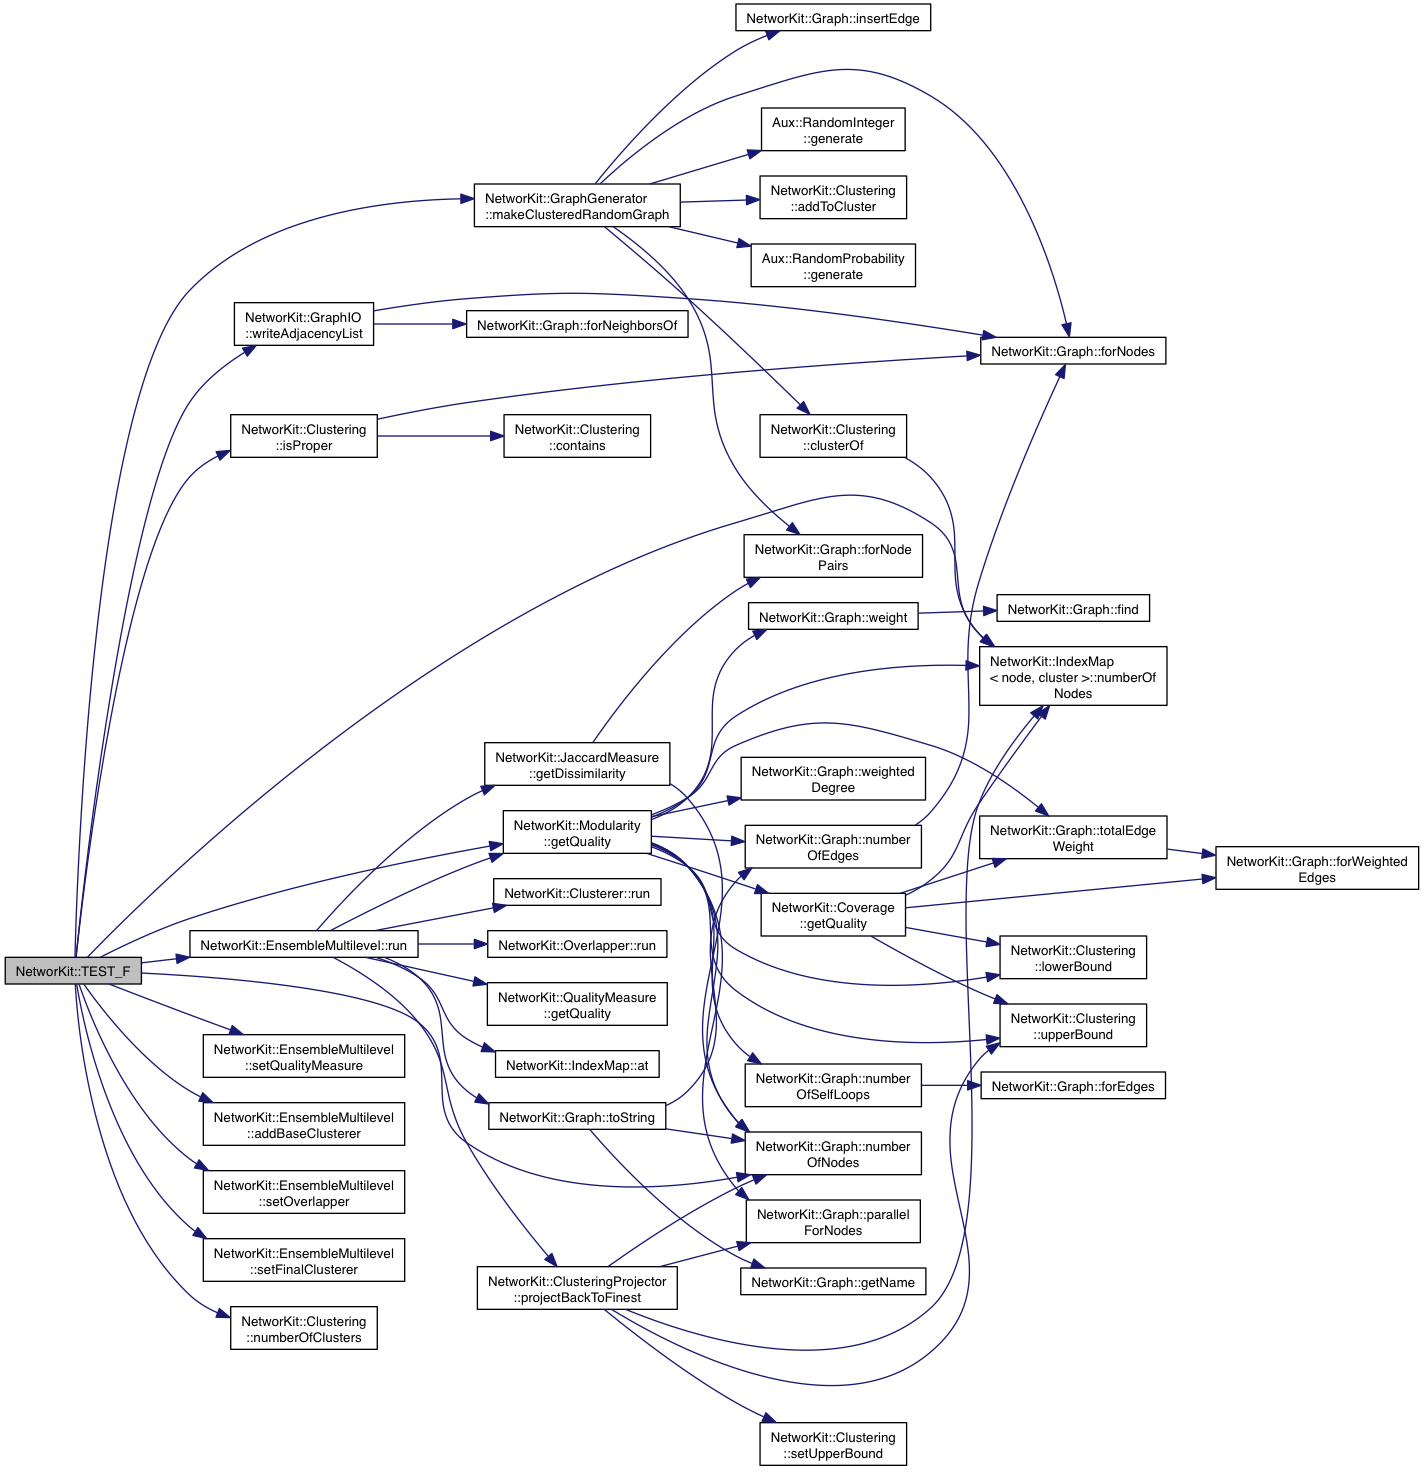 NetworKit::Graph::insertEdge
Aux::RandomInteger
::generate
NetworKit::GraphGenerator
::makeClusteredRandomGraph
NetworKit::Clustering
::addToCluster
Aux::RandomProbability
::generate
NetworKit::GraphIO
::writeAdjacencyList
NetworKit::Graph::forNeighborsOf
NetworKit::Graph::forNodes
NetworKit::Clustering
::isProper
NetworKit::Clustering
::contains
NetworKit::Clustering
::clusterOf
NetworKit::Graph::forNode
Pairs
NetworKit::Graph::weight
NetworKit::Graph::find
NetworKit::IndexMap
< node, cluster >::numberOf
Nodes
NetworKit::JaccardMeasure
::getDissimilarity
NetworKit::Graph::weighted
Degree
NetworKit::Modularity
::getQuality
NetworKit::Graph::number
OfEdges
NetworKit::Graph::totalEdge
Weight
NetworKit::Graph::forWeighted
Edges
NetworKit::Clusterer::run
NetworKit::Coverage
::getQuality
NetworKit::EnsembleMultilevel::run
NetworKit::Overlapper::run
NetworKit::Clustering
::lowerBound
NetworKit::TEST_F
NetworKit::QualityMeasure
::getQuality
NetworKit::Clustering
::upperBound
NetworKit::EnsembleMultilevel
::setQualityMeasure
NetworKit::IndexMap::at
NetworKit::Graph::number
OfSelfLoops
NetworKit::Graph::forEdges
NetworKit::EnsembleMultilevel
::addBaseClusterer
NetworKit::Graph::toString
NetworKit::Graph::number
OfNodes
NetworKit::EnsembleMultilevel
::setOverlapper
NetworKit::Graph::parallel
ForNodes
NetworKit::EnsembleMultilevel
::setFinalClusterer
NetworKit::ClusteringProjector
::projectBackToFinest
NetworKit::Graph::getName
NetworKit::Clustering
::numberOfClusters
NetworKit::Clustering
::setUpperBound